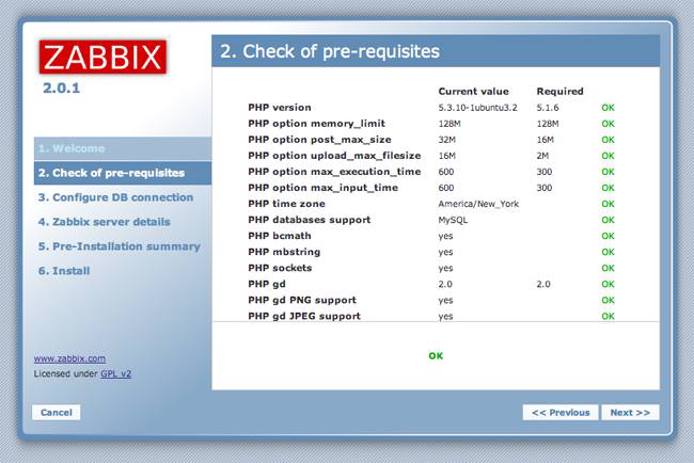 ZABBIX
2.0.1
1. Welcome
2. Check of pre-requisites
3. Configure DB connection
4. Zabbix server details
5. Pre-Installation summary
6. Install
www.zabbix.com
Licensed under GPL v2
2. Check of pre-requisites
Current value Required
PHP version 5.3.10-1ubuntu3.2 5.1.6 OK
PHP option memory_limit 128M 128M OK
PHP option post_max_size 32M 16M OK
PHP option upload_max_filesize 16M 2M OK
PHP option max_execution_time 600 300 OK
PHP option max_input_time 600 300 OK
PHP time zone America/New_York OK
PHP databases support MySQL OK
PHP bcmath yes OK
PHP mbstring yes OK
PHP sockets yes OK
PHP gd 2.0 2.0 OK
PHP gd PNG support yes OK
PHP gd JPEG support yes OK
OK
Cancel << Previous Next >>